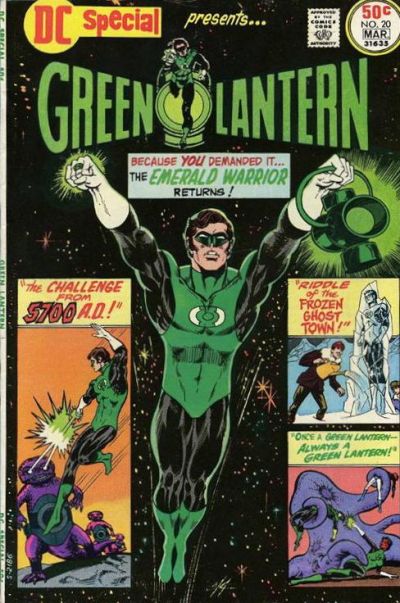 DC Special presents...
APPROVED
BY THE
COMICS
CODE
AUTHORITY
50¢
NO. 20
MAR.
31635
GREEN LANTERN
BECAUSE YOU DEMANDED IT...
THE EMERALD WARRIOR
RETURNS!
"THE CHALLENGE
FROM
5700 A.D.!"
"RIDDLE
OF THE
FROZEN
GHOST
TOWN!"
"ONCE A GREEN LANTERN—
ALWAYS A
GREEN LANTERN!"
DC SPECIAL
GREEN LANTERN